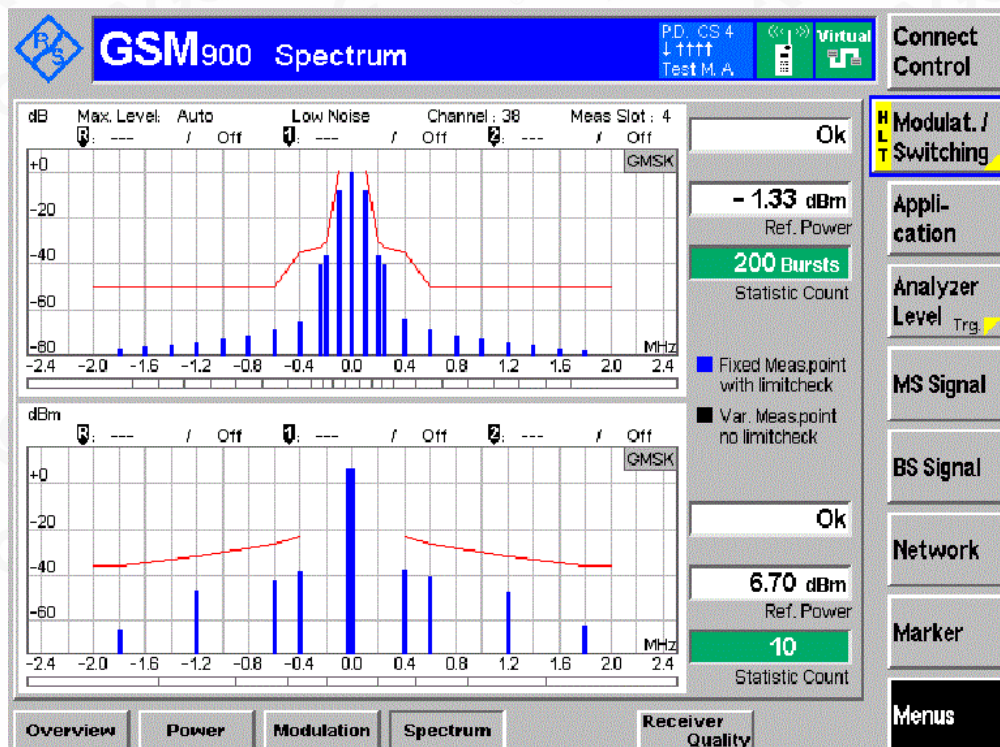 R/S
GSM900 Spectrum
P.D. CS 4
↓ ↑↑↑↑
Test M. A.
Virtual
Connect
Control
dB Max. Level: Auto Low Noise Channel : 38 Meas Slot : 4
R: --- / Off 1: --- / Off 2: --- / Off
GMSK
+0
-20
-40
-60
-80
MHz
-2.4 -2.0 -1.6 -1.2 -0.8 -0.4 0.0 0.4 0.8 1.2 1.6 2.0 2.4
Ok
- 1.33 dBm
Ref. Power
200 Bursts
Statistic Count
Fixed Meas.point
with limitcheck
Var. Meas.point
no limitcheck
dBm
R: --- / Off 1: --- / Off 2: --- / Off
GMSK
+0
-20
-40
-60
MHz
-2.4 -2.0 -1.6 -1.2 -0.8 -0.4 0.0 0.4 0.8 1.2 1.6 2.0 2.4
Ok
6.70 dBm
Ref. Power
10
Statistic Count
HLT
Modulat. /
Switching
Appli-
cation
Analyzer
Level Trg.
MS Signal
BS Signal
Network
Marker
Menus
Overview
Power
Modulation
Spectrum
Receiver
Quality